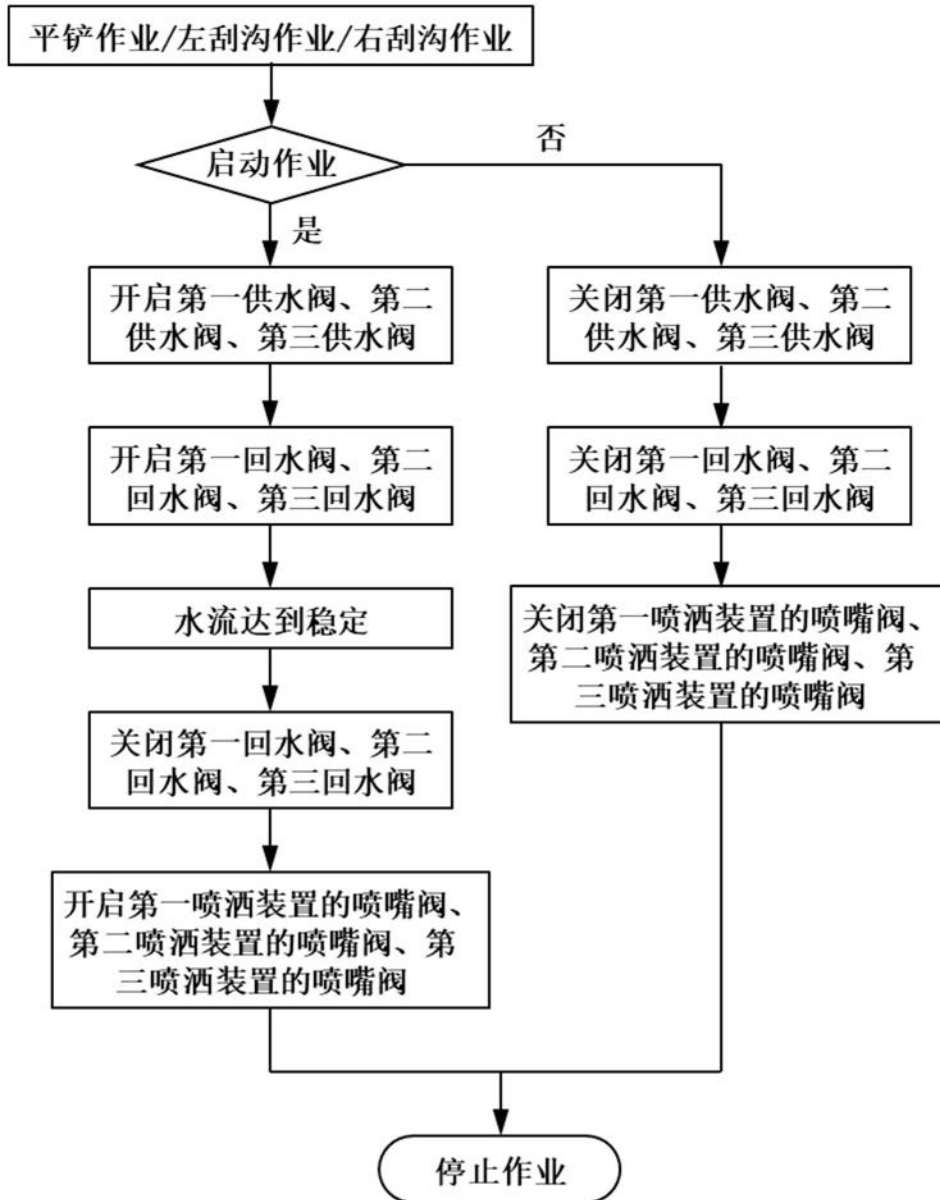 平铲作业/左刮沟作业/右刮沟作业
启动作业
否
是
开启第一供水阀、第二
供水阀、第三供水阀
开启第一回水阀、第二
回水阀、第三回水阀
水流达到稳定
关闭第一回水阀、第二
回水阀、第三回水阀
开启第一喷洒装置的喷嘴阀、
第二喷洒装置的喷嘴阀、第
三喷洒装置的喷嘴阀
关闭第一供水阀、第二
供水阀、第三供水阀
关闭第一回水阀、第二
回水阀、第三回水阀
关闭第一喷洒装置的喷嘴阀、
第二喷洒装置的喷嘴阀、第
三喷洒装置的喷嘴阀
停止作业